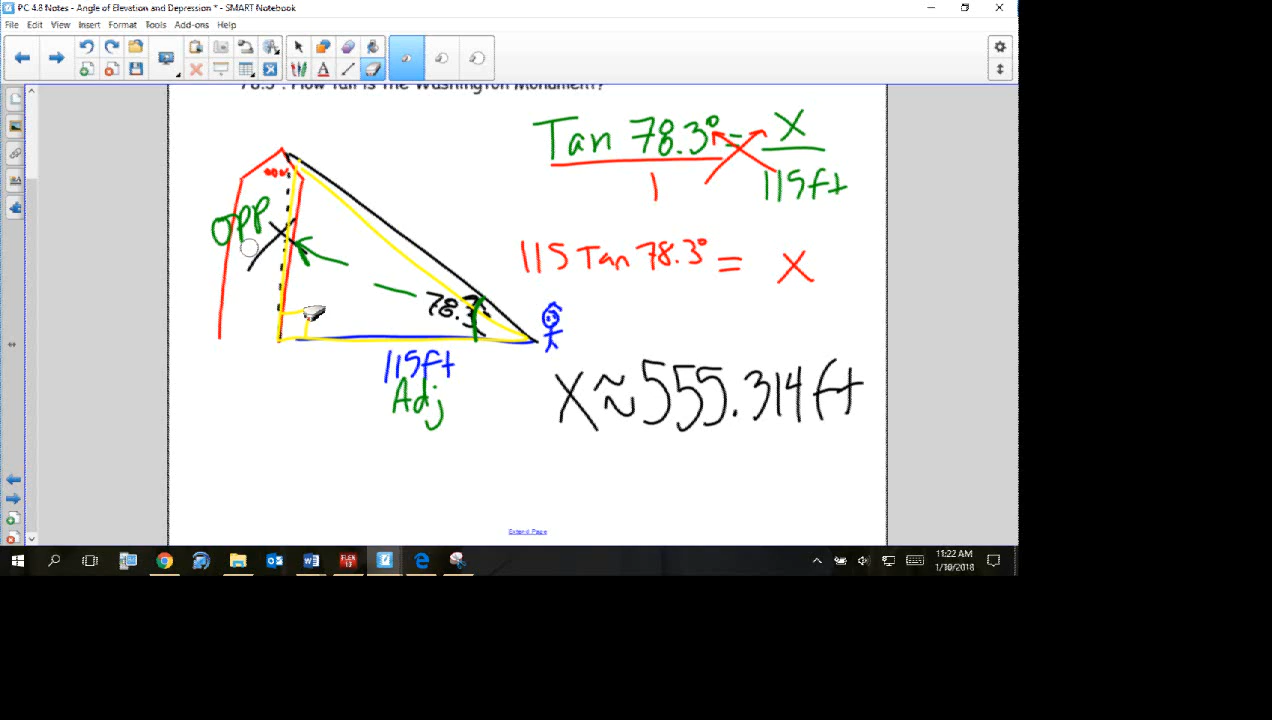 PC 4.8 Notes - Angle of Elevation and Depression * - SMART Notebook
File Edit View Insert Format Tools Add-ons Help
78.3°. How Tall is The Washington Monument?
Tan 78.3° = X
1 115ft
OPP
X
115 Tan 78.3° = X
78.3
115ft
Adj
X ≈ 555.314 ft
Extend Page
11:22 AM
1/10/2018